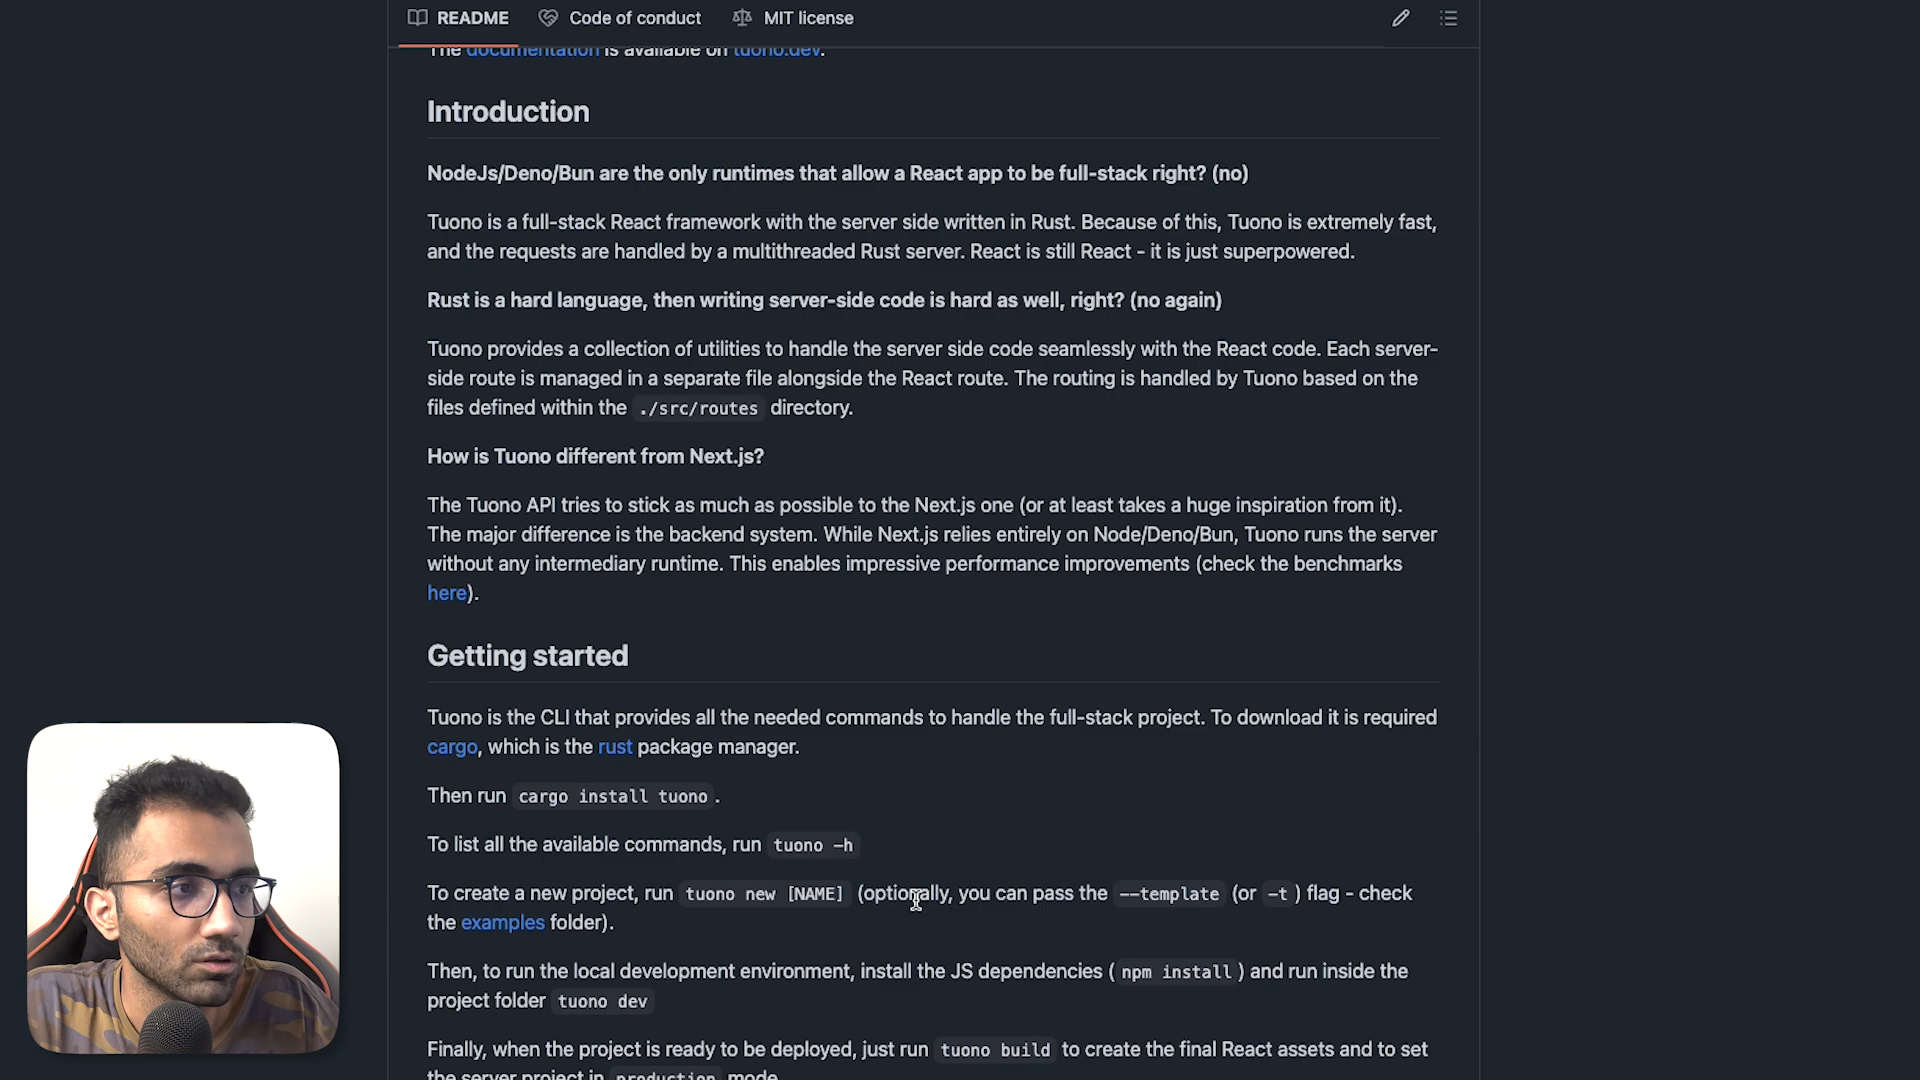 README Code of conduct MIT license
The documentation is available on tuono.dev.
Introduction
NodeJs/Deno/Bun are the only runtimes that allow a React app to be full-stack right? (no)
Tuono is a full-stack React framework with the server side written in Rust. Because of this, Tuono is extremely fast,
and the requests are handled by a multithreaded Rust server. React is still React - it is just superpowered.
Rust is a hard language, then writing server-side code is hard as well, right? (no again)
Tuono provides a collection of utilities to handle the server side code seamlessly with the React code. Each server-
side route is managed in a separate file alongside the React route. The routing is handled by Tuono based on the
files defined within the ./src/routes directory.
How is Tuono different from Next.js?
The Tuono API tries to stick as much as possible to the Next.js one (or at least takes a huge inspiration from it).
The major difference is the backend system. While Next.js relies entirely on Node/Deno/Bun, Tuono runs the server
without any intermediary runtime. This enables impressive performance improvements (check the benchmarks
here).
Getting started
Tuono is the CLI that provides all the needed commands to handle the full-stack project. To download it is required
cargo, which is the rust package manager.
Then run cargo install tuono.
To list all the available commands, run tuono -h
To create a new project, run tuono new [NAME] (optionally, you can pass the --template (or -t) flag - check
the examples folder).
Then, to run the local development environment, install the JS dependencies (npm install) and run inside the
project folder tuono dev
Finally, when the project is ready to be deployed, just run tuono build to create the final React assets and to set
the server project in production mode